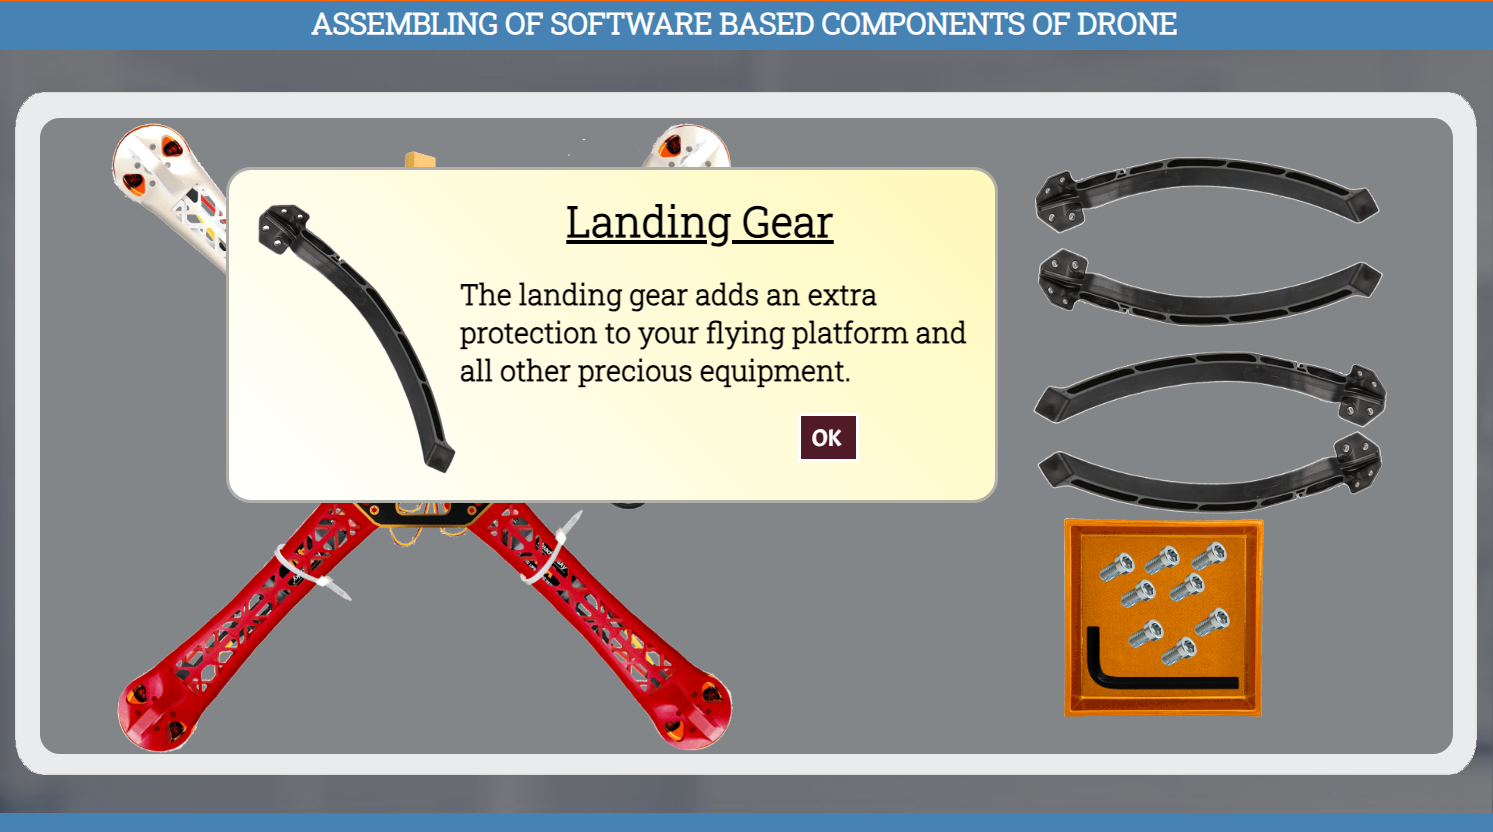 ASSEMBLING OF SOFTWARE BASED COMPONENTS OF DRONE
Landing Gear
The landing gear adds an extra
protection to your flying platform and
all other precious equipment.
OK